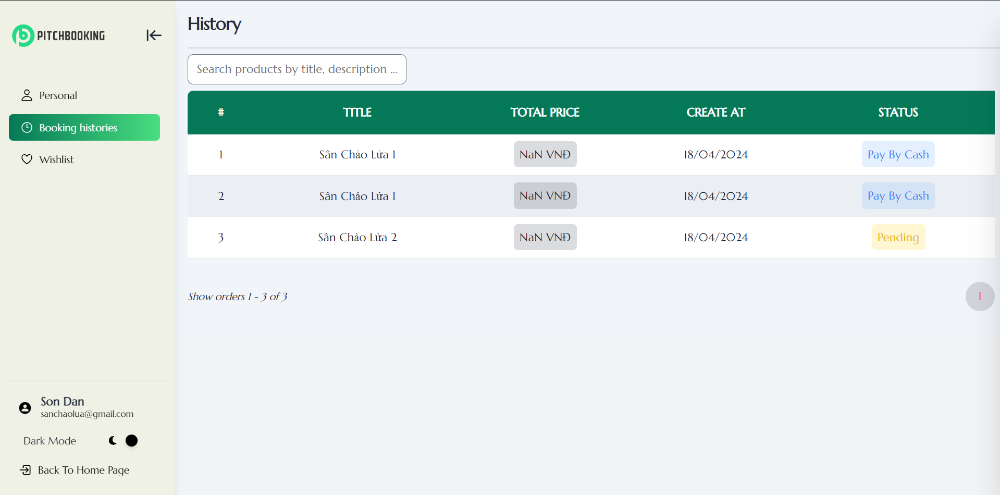 PITCHBOOKING
Personal
Booking histories
Wishlist
Son Dan
sanchaolua@gmail.com
Dark Mode
Back To Home Page
History
Search products by title, description ...
# TITLE TOTAL PRICE CREATE AT STATUS
1 Sân Chảo Lửa 1 NaN VNĐ 18/04/2024 Pay By Cash
2 Sân Chảo Lửa 1 NaN VNĐ 18/04/2024 Pay By Cash
3 Sân Chảo Lửa 2 NaN VNĐ 18/04/2024 Pending
Show orders 1 - 3 of 3
1